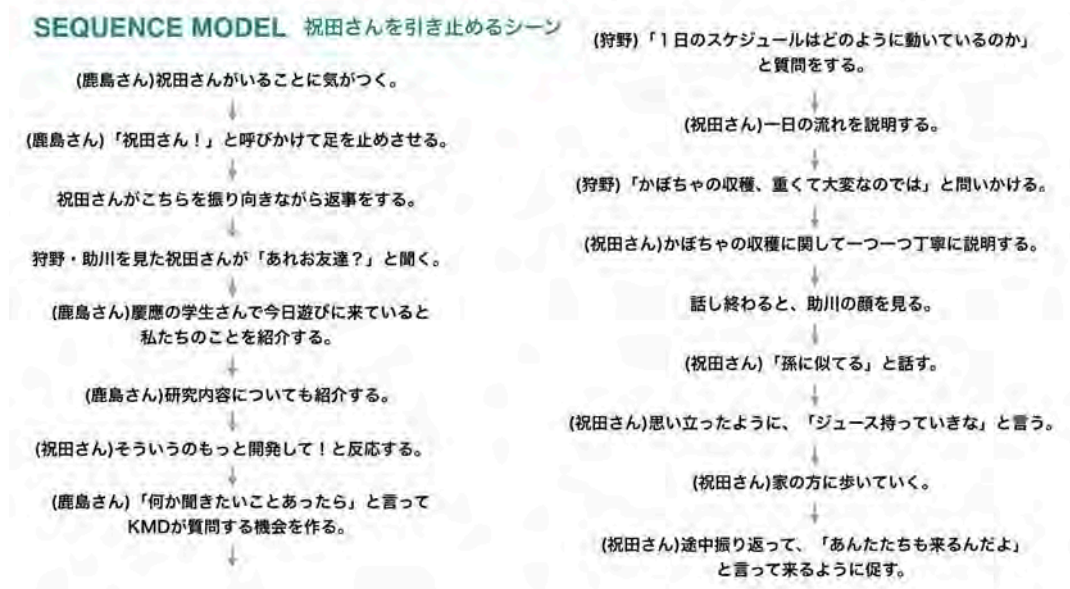 SEQUENCE MODEL 祝田さんを引き止めるシーン
(鹿島さん)祝田さんがいることに気がつく。
(鹿島さん)「祝田さん！」と呼びかけて足を止めさせる。
祝田さんがこちらを振り向きながら返事をする。
狩野・助川を見た祝田さんが「あれお友達？」と聞く。
(鹿島さん)慶應の学生さんで今日遊びに来ていると
私たちのことを紹介する。
(鹿島さん)研究内容についても紹介する。
(祝田さん)そういうのもっと開発して！と反応する。
(鹿島さん)「何か聞きたいことあったら」と言って
KMDが質問する機会を作る。
(狩野)「１日のスケジュールはどのように動いているのか」
と質問をする。
(祝田さん)一日の流れを説明する。
(狩野)「かぼちゃの収穫、重くて大変なのでは」と問いかける。
(祝田さん)かぼちゃの収穫に関して一つ一つ丁寧に説明する。
話し終わると、助川の顔を見る。
(祝田さん)「孫に似てる」と話す。
(祝田さん)思い立ったように、「ジュース持っていきな」と言う。
(祝田さん)家の方に歩いていく。
(祝田さん)途中振り返って、「あんたたちも来るんだよ」
と言って来るように促す。